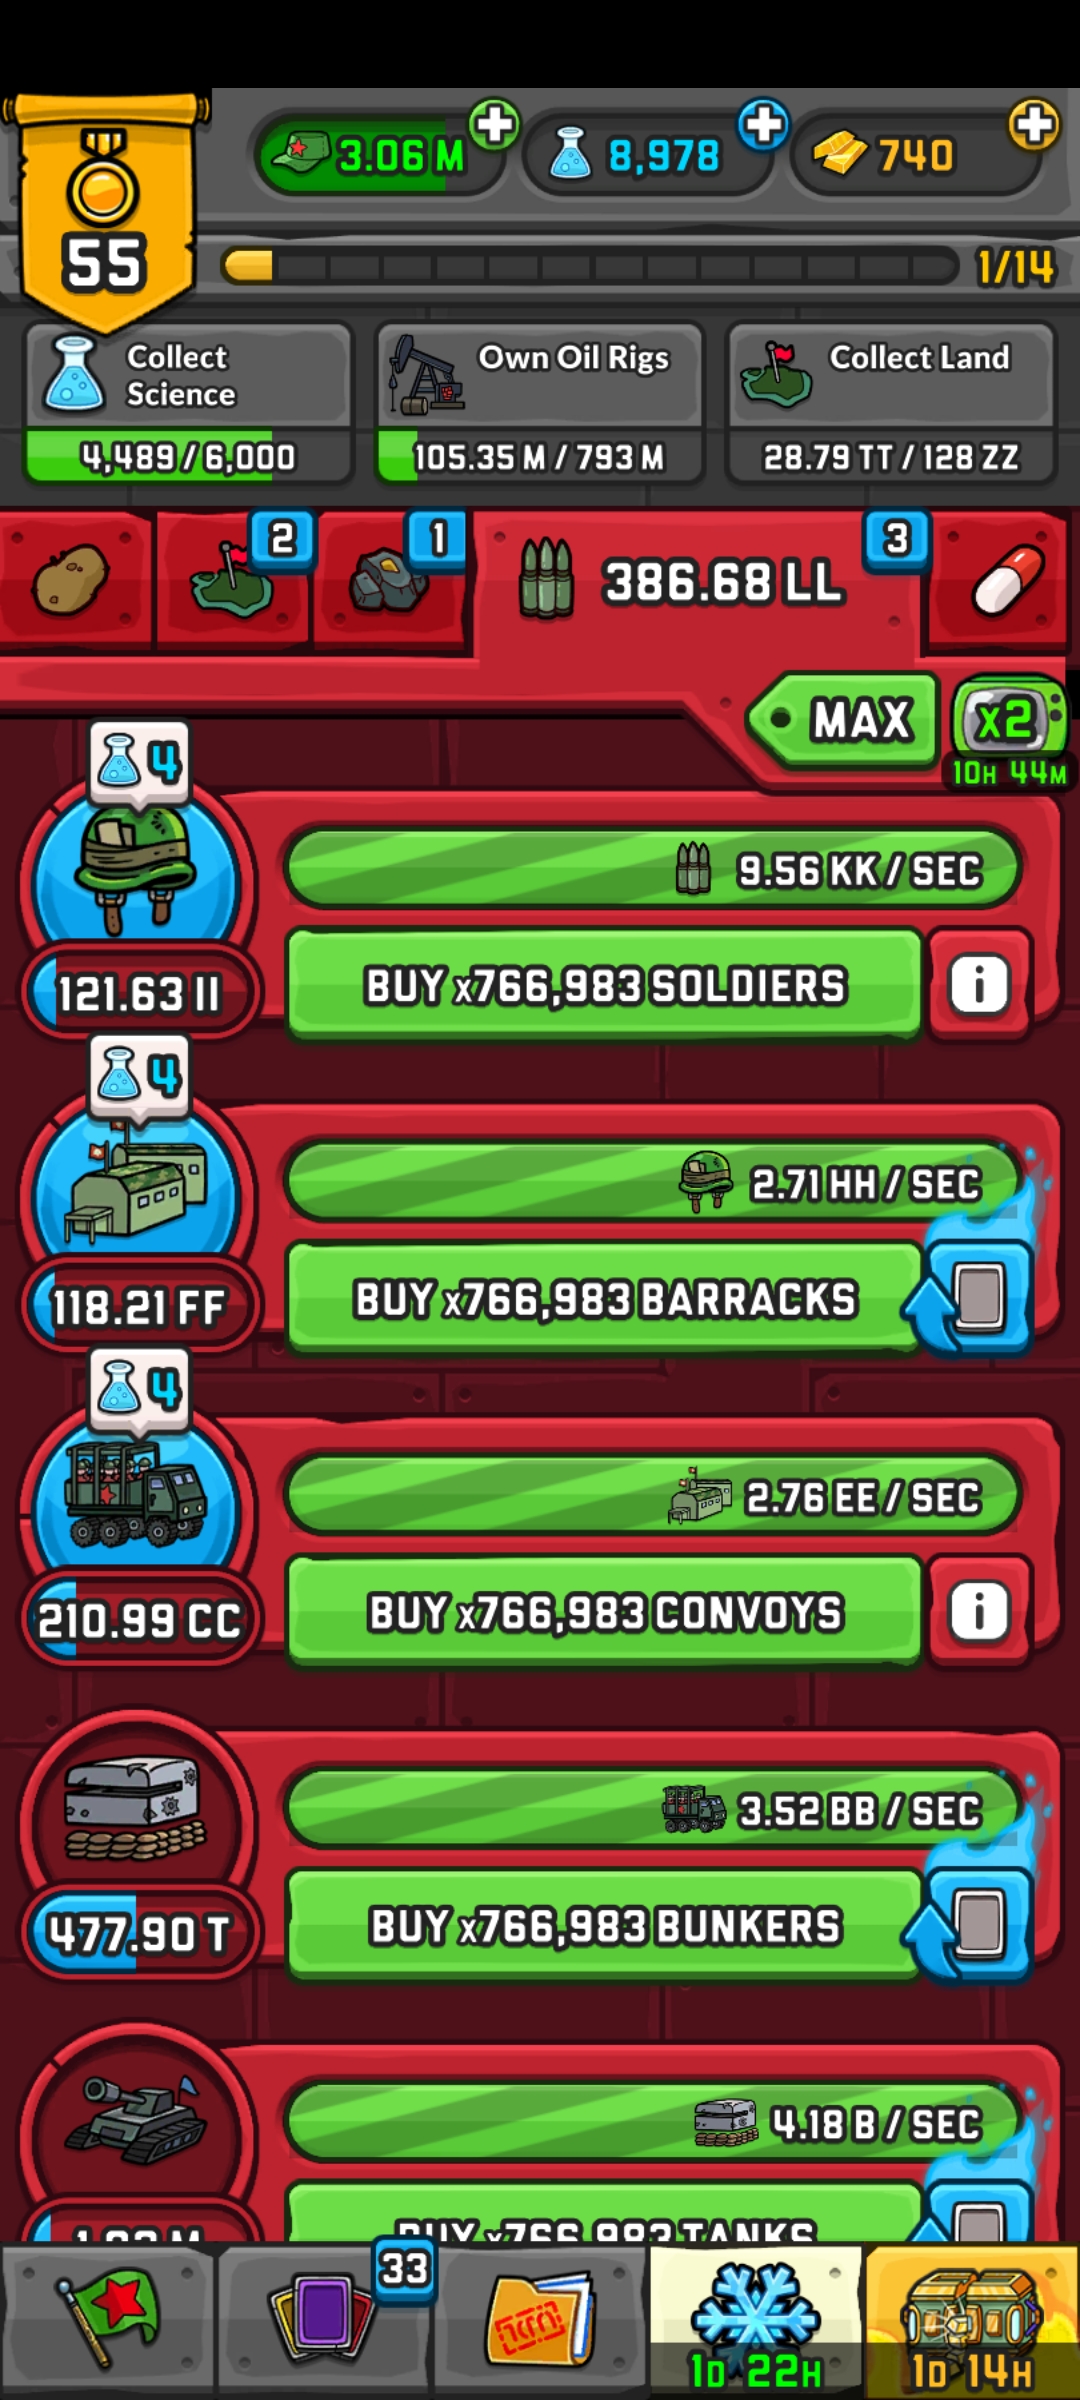 55
3.06 M
8,978
740
1/14
Collect
Science
4,489 / 6,000
Own Oil Rigs
105.35 M / 793 M
Collect Land
28.79 TT / 128 ZZ
2
1
386.68 LL
3
MAX
x2
10H 44M
4
9.56 KK / SEC
121.63 II
BUY x766,983 SOLDIERS
i
4
2.71 HH / SEC
118.21 FF
BUY x766,983 BARRACKS
4
2.76 EE / SEC
210.99 CC
BUY x766,983 CONVOYS
i
3.52 BB / SEC
477.90 T
BUY x766,983 BUNKERS
4.18 B / SEC
BUY x766,983 TANKS
33
1D 22H
1D 14H